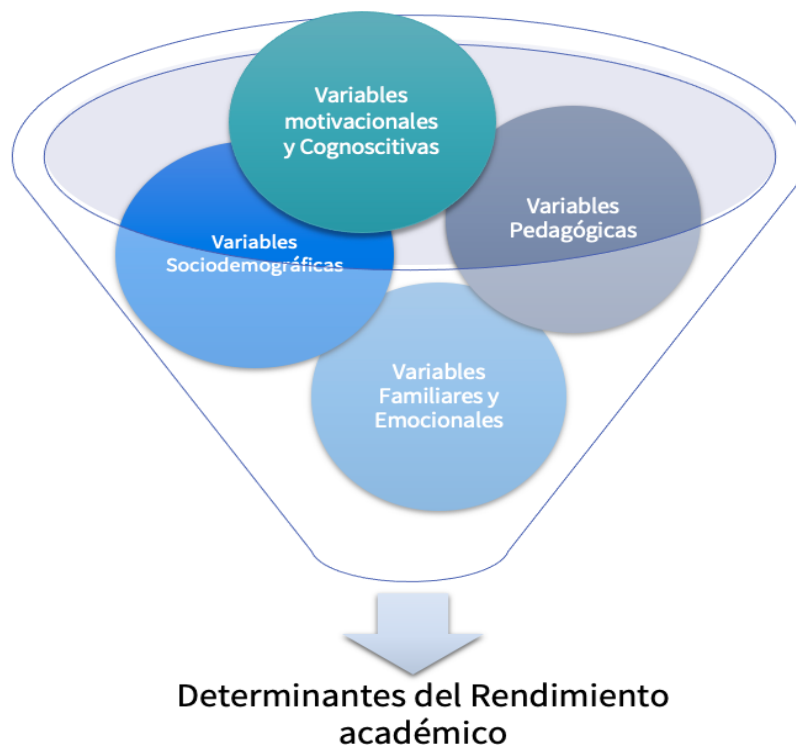 Variables
motivacionales
y Cognoscitivas
Variables
Pedagógicas
Variables
Sociodemográficas
Variables
Familiares y
Emocionales
Determinantes del Rendimiento
académico